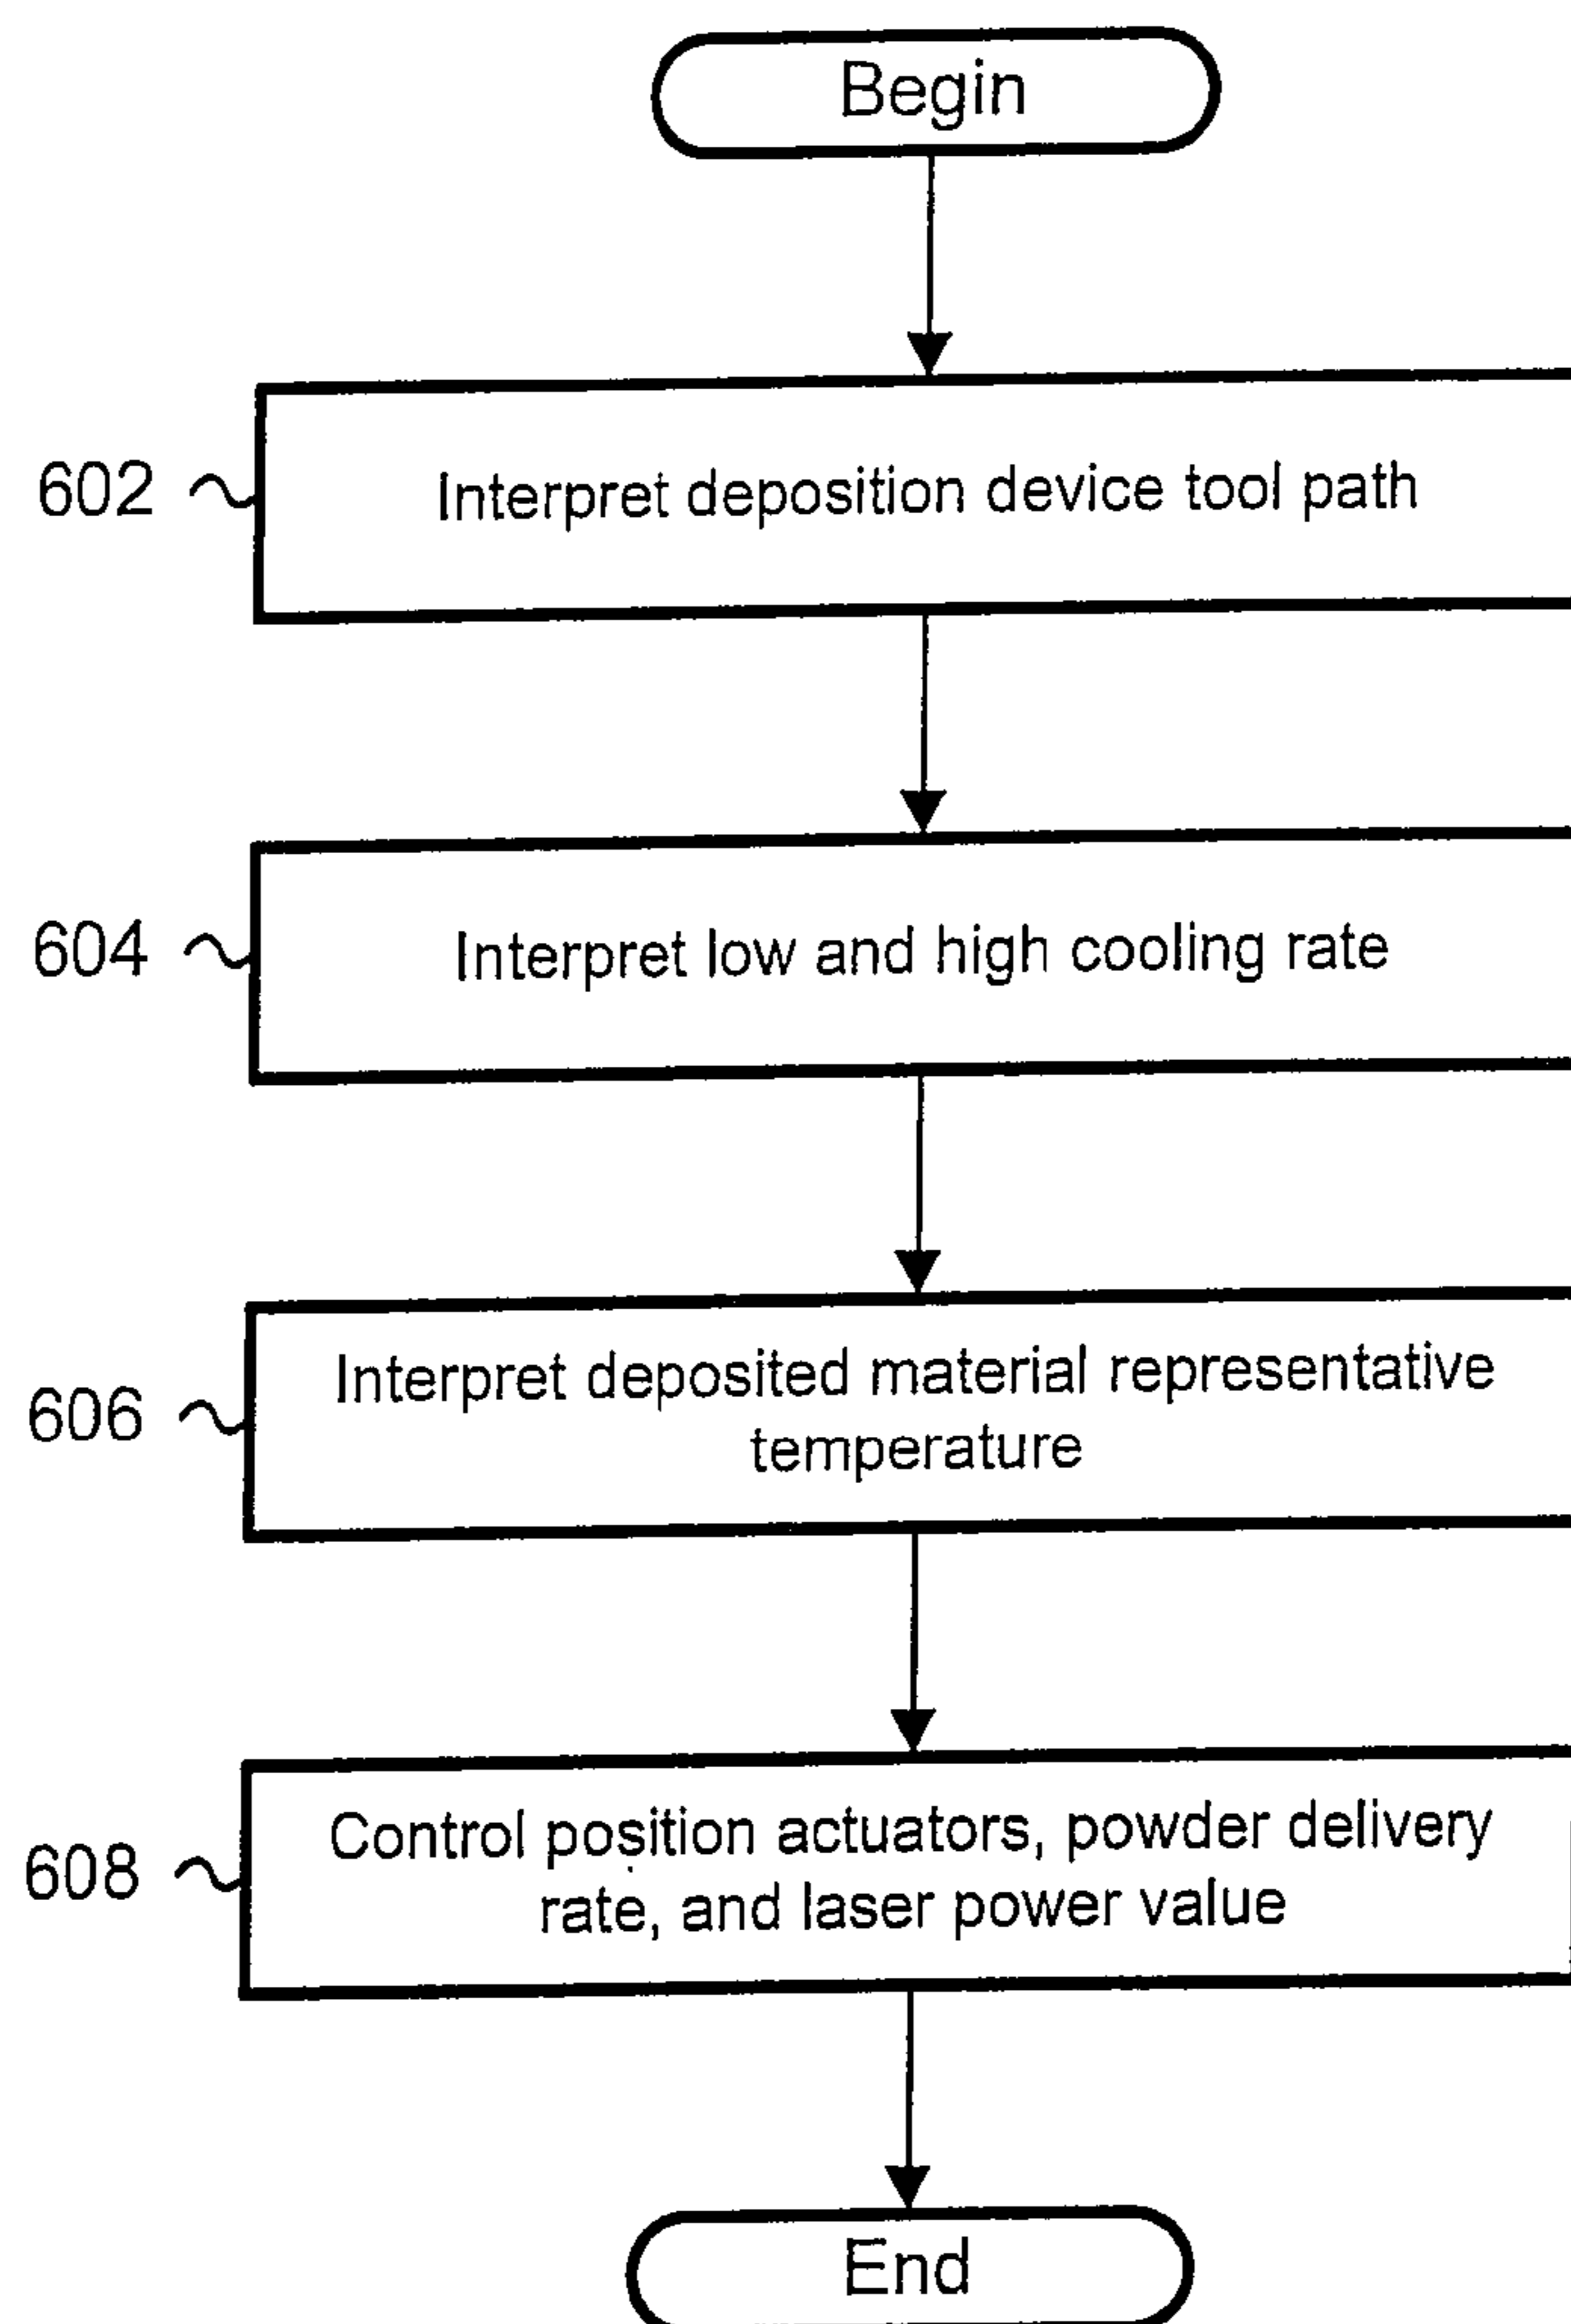 Begin
602
Interpret deposition device tool path
604
Interpret low and high cooling rate
606
Interpret deposited material representative
temperature
608
Control position actuators, powder delivery
rate, and laser power value
End